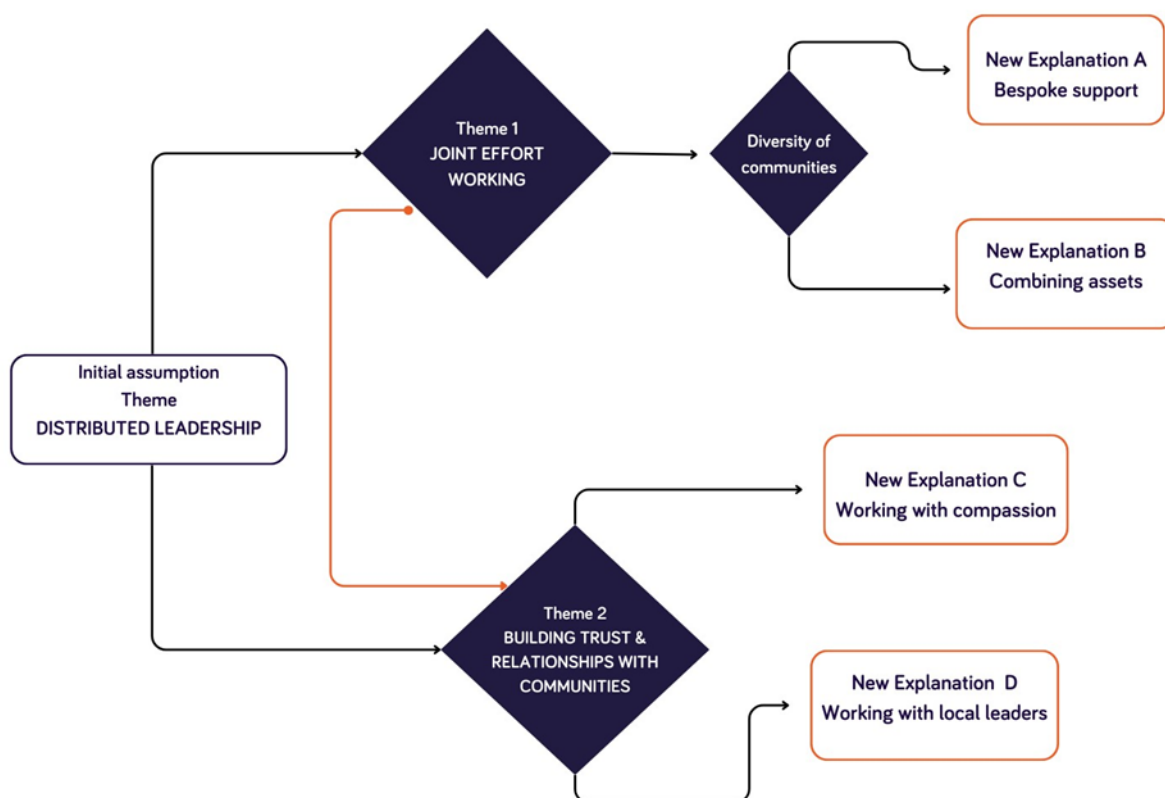 Theme 1
JOINT EFFORT
WORKING
Diversity of
communities
New Explanation A
Bespoke support
New Explanation B
Combining assets
Initial assumption
Theme
DISTRIBUTED LEADERSHIP
New Explanation C
Working with compassion
Theme 2
BUILDING TRUST &
RELATIONSHIPS WITH
COMMUNITIES
New Explanation D
Working with local leaders